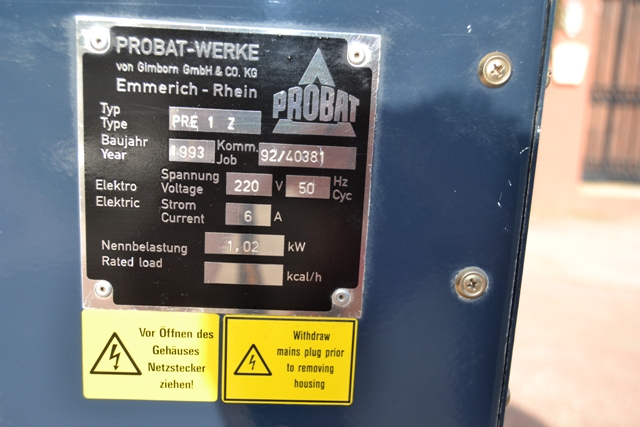 PROBAT-WERKE
von Gimborn GmbH & CO. KG
Emmerich - Rhein
PROBAT
Typ
Type
PRE 1 Z
Baujahr
Year
1993
Komm.
Job
92/40381
Elektro
Electric
Spannung
Voltage
220 V
50
Hz
Cyc
Strom
Current
6 A
Nennbelastung
Rated load
1,02 kW
kcal/h
Vor Öffnen des
Gehäuses
Netzstecker
ziehen!
Withdraw
mains plug prior
to removing
housing